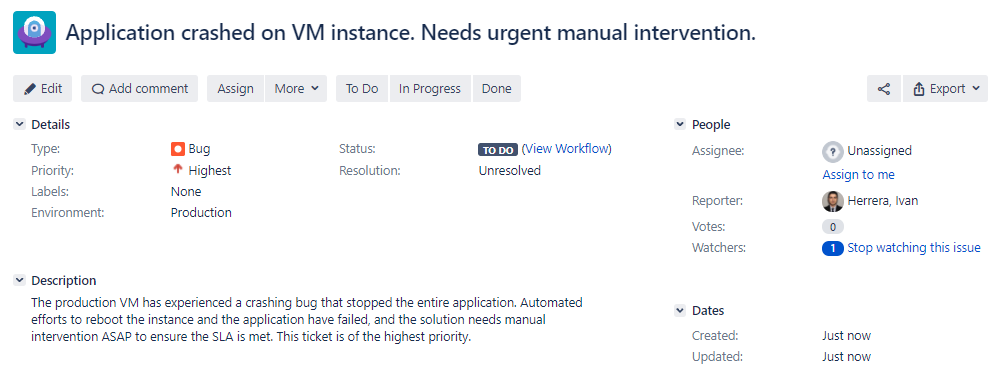 Application crashed on VM instance. Needs urgent manual intervention.
Edit Add comment Assign More To Do In Progress Done Export
Details
Type: Bug Status: TO DO (View Workflow)
Priority: Highest Resolution: Unresolved
Labels: None
Environment: Production
Description
The production VM has experienced a crashing bug that stopped the entire application. Automated
efforts to reboot the instance and the application have failed, and the solution needs manual
intervention ASAP to ensure the SLA is met. This ticket is of the highest priority.
People
Assignee: ? Unassigned
Assign to me
Reporter: Herrera, Ivan
Votes: 0
Watchers: 1 Stop watching this issue
Dates
Created: Just now
Updated: Just now